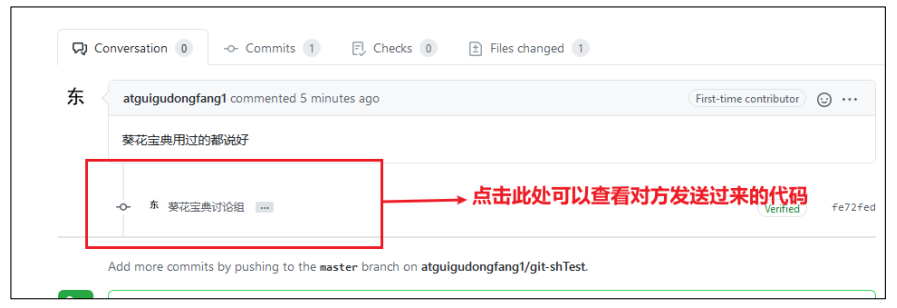 Conversation 0 Commits 1 Checks 0 Files changed 1
东
atguigudongfang1 commented 5 minutes ago First-time contributor
葵花宝典用过的都说好
点击此处可以查看对方发送过来的代码
东 葵花宝典讨论组 ... Verified fe72fed
Add more commits by pushing to the master branch on atguigudongfang1/git-shTest.